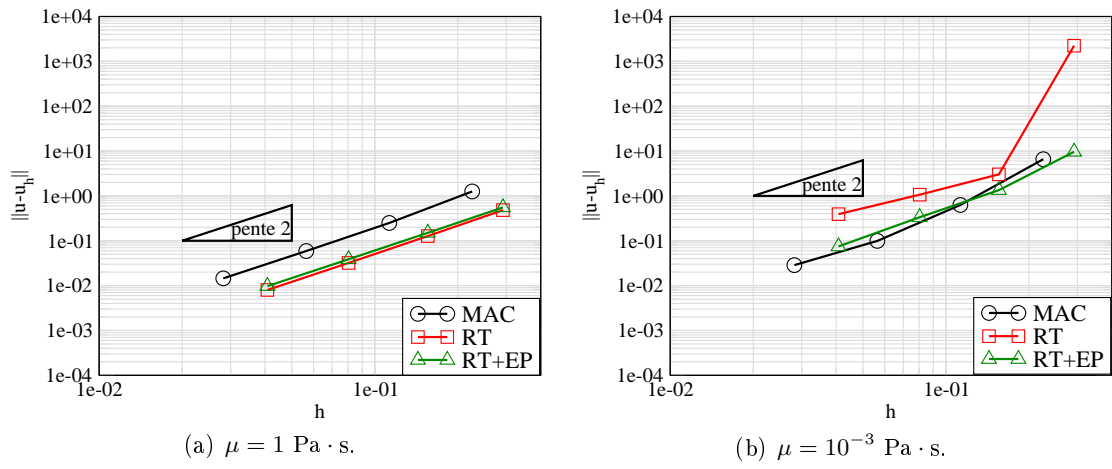 1e+04
1e+03
1e+02
1e+01
1e+00
1e-01
1e-02
1e-03
1e-04
||u-u_h||
pente 2
MAC
RT
RT+EP
1e-02
1e-01
h
(a) μ = 1 Pa · s.
1e+04
1e+03
1e+02
1e+01
1e+00
1e-01
1e-02
1e-03
1e-04
||u-u_h||
pente 2
MAC
RT
RT+EP
1e-02
1e-01
h
(b) μ = 10⁻³ Pa · s.